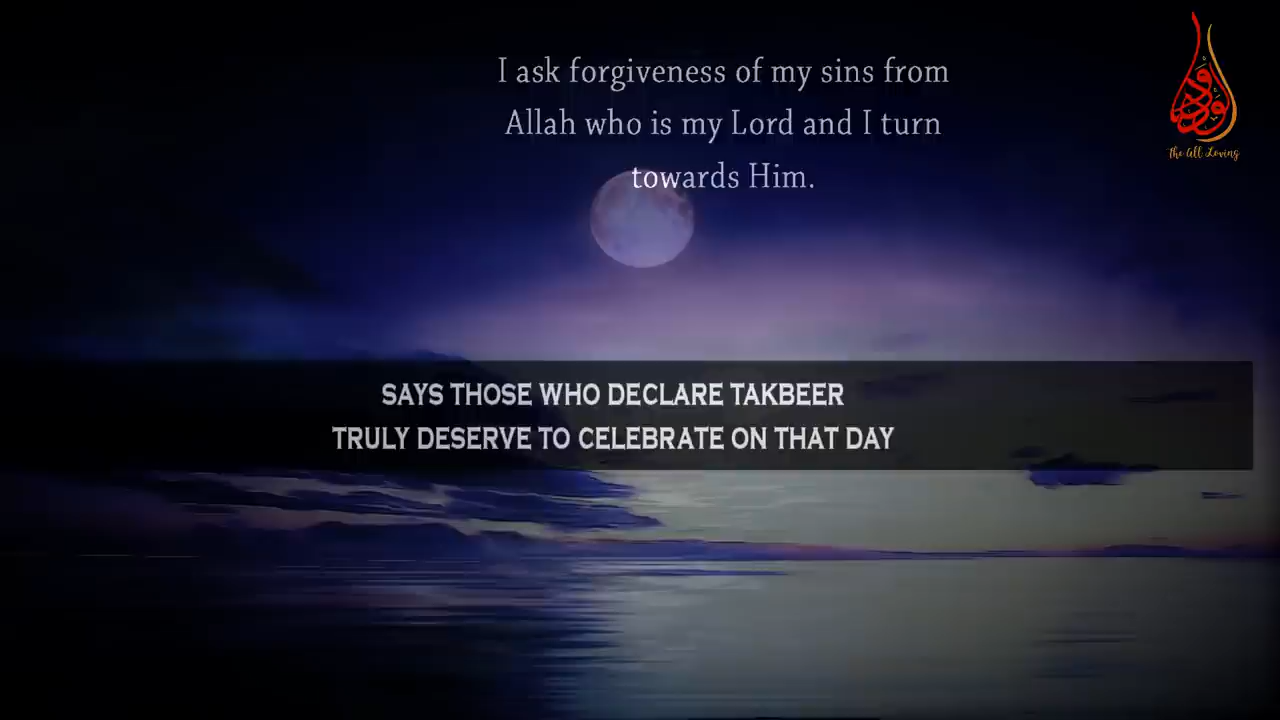 I ask forgiveness of my sins from
Allah who is my Lord and I turn
towards Him.
الودود
The All Loving
SAYS THOSE WHO DECLARE TAKBEER
TRULY DESERVE TO CELEBRATE ON THAT DAY